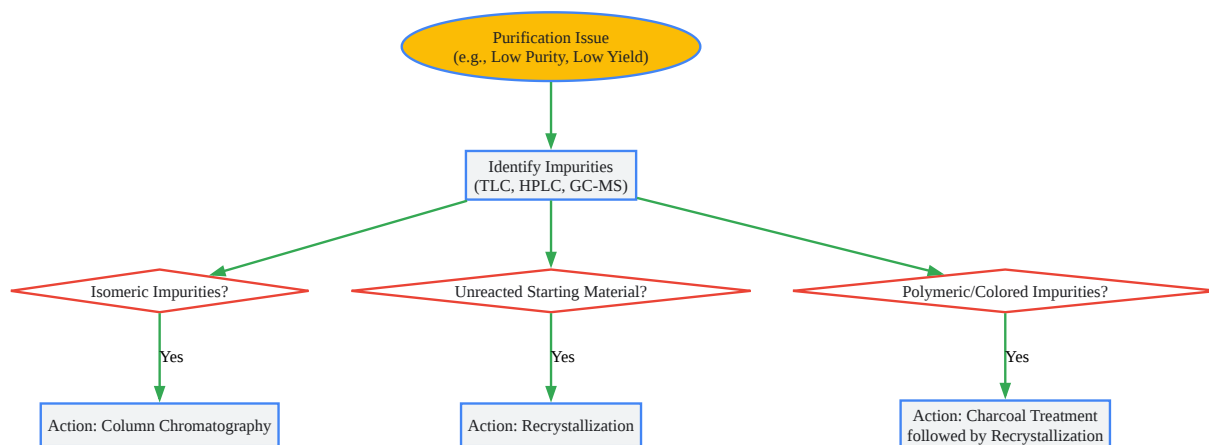 Purification Issue
(e.g., Low Purity, Low Yield)
Identify Impurities
(TLC, HPLC, GC-MS)
Isomeric Impurities?
Unreacted Starting Material?
Polymeric/Colored Impurities?
Yes
Yes
Yes
Action: Column Chromatography
Action: Recrystallization
Action: Charcoal Treatment
followed by Recrystallization